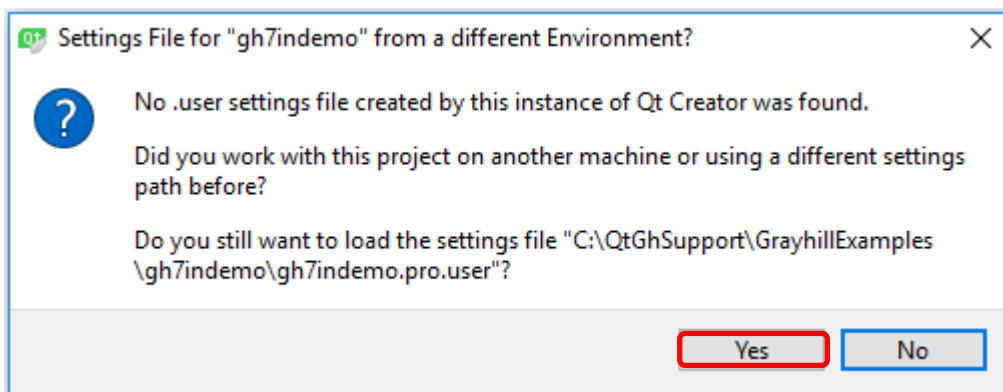 Qt Settings File for "gh7indemo" from a different Environment?
No .user settings file created by this instance of Qt Creator was found.
Did you work with this project on another machine or using a different settings
path before?
Do you still want to load the settings file "C:\QtGhSupport\GrayhillExamples
\gh7indemo\gh7indemo.pro.user"?
Yes No